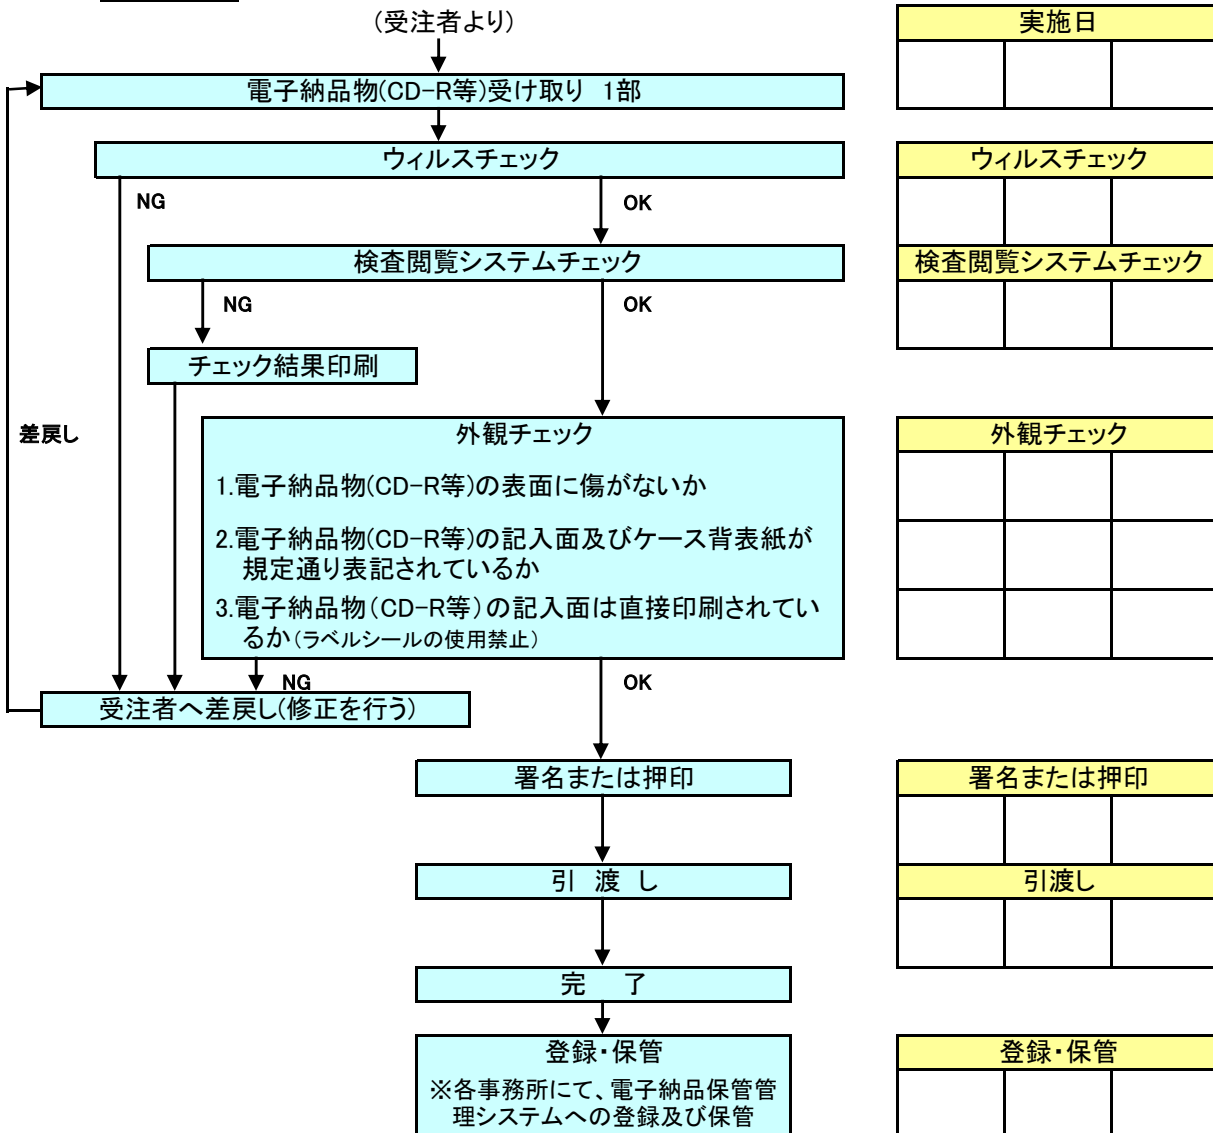 (受注者より)
実施日
電子納品物(CD-R等)受け取り 1部
ウィルスチェック
ウィルスチェック
NG
OK
検査閲覧システムチェック
検査閲覧システムチェック
NG
OK
チェック結果印刷
差戻し
外観チェック
外観チェック
1.電子納品物(CD-R等)の表面に傷がないか
2.電子納品物(CD-R等)の記入面及びケース背表紙が
規定通り表記されているか
3.電子納品物(CD-R等)の記入面は直接印刷されてい
るか(ラベルシールの使用禁止)
NG
OK
受注者へ差戻し(修正を行う)
署名または押印
署名または押印
引 渡 し
引渡し
完 了
登録・保管
登録・保管
※各事務所にて、電子納品保管管
理システムへの登録及び保管